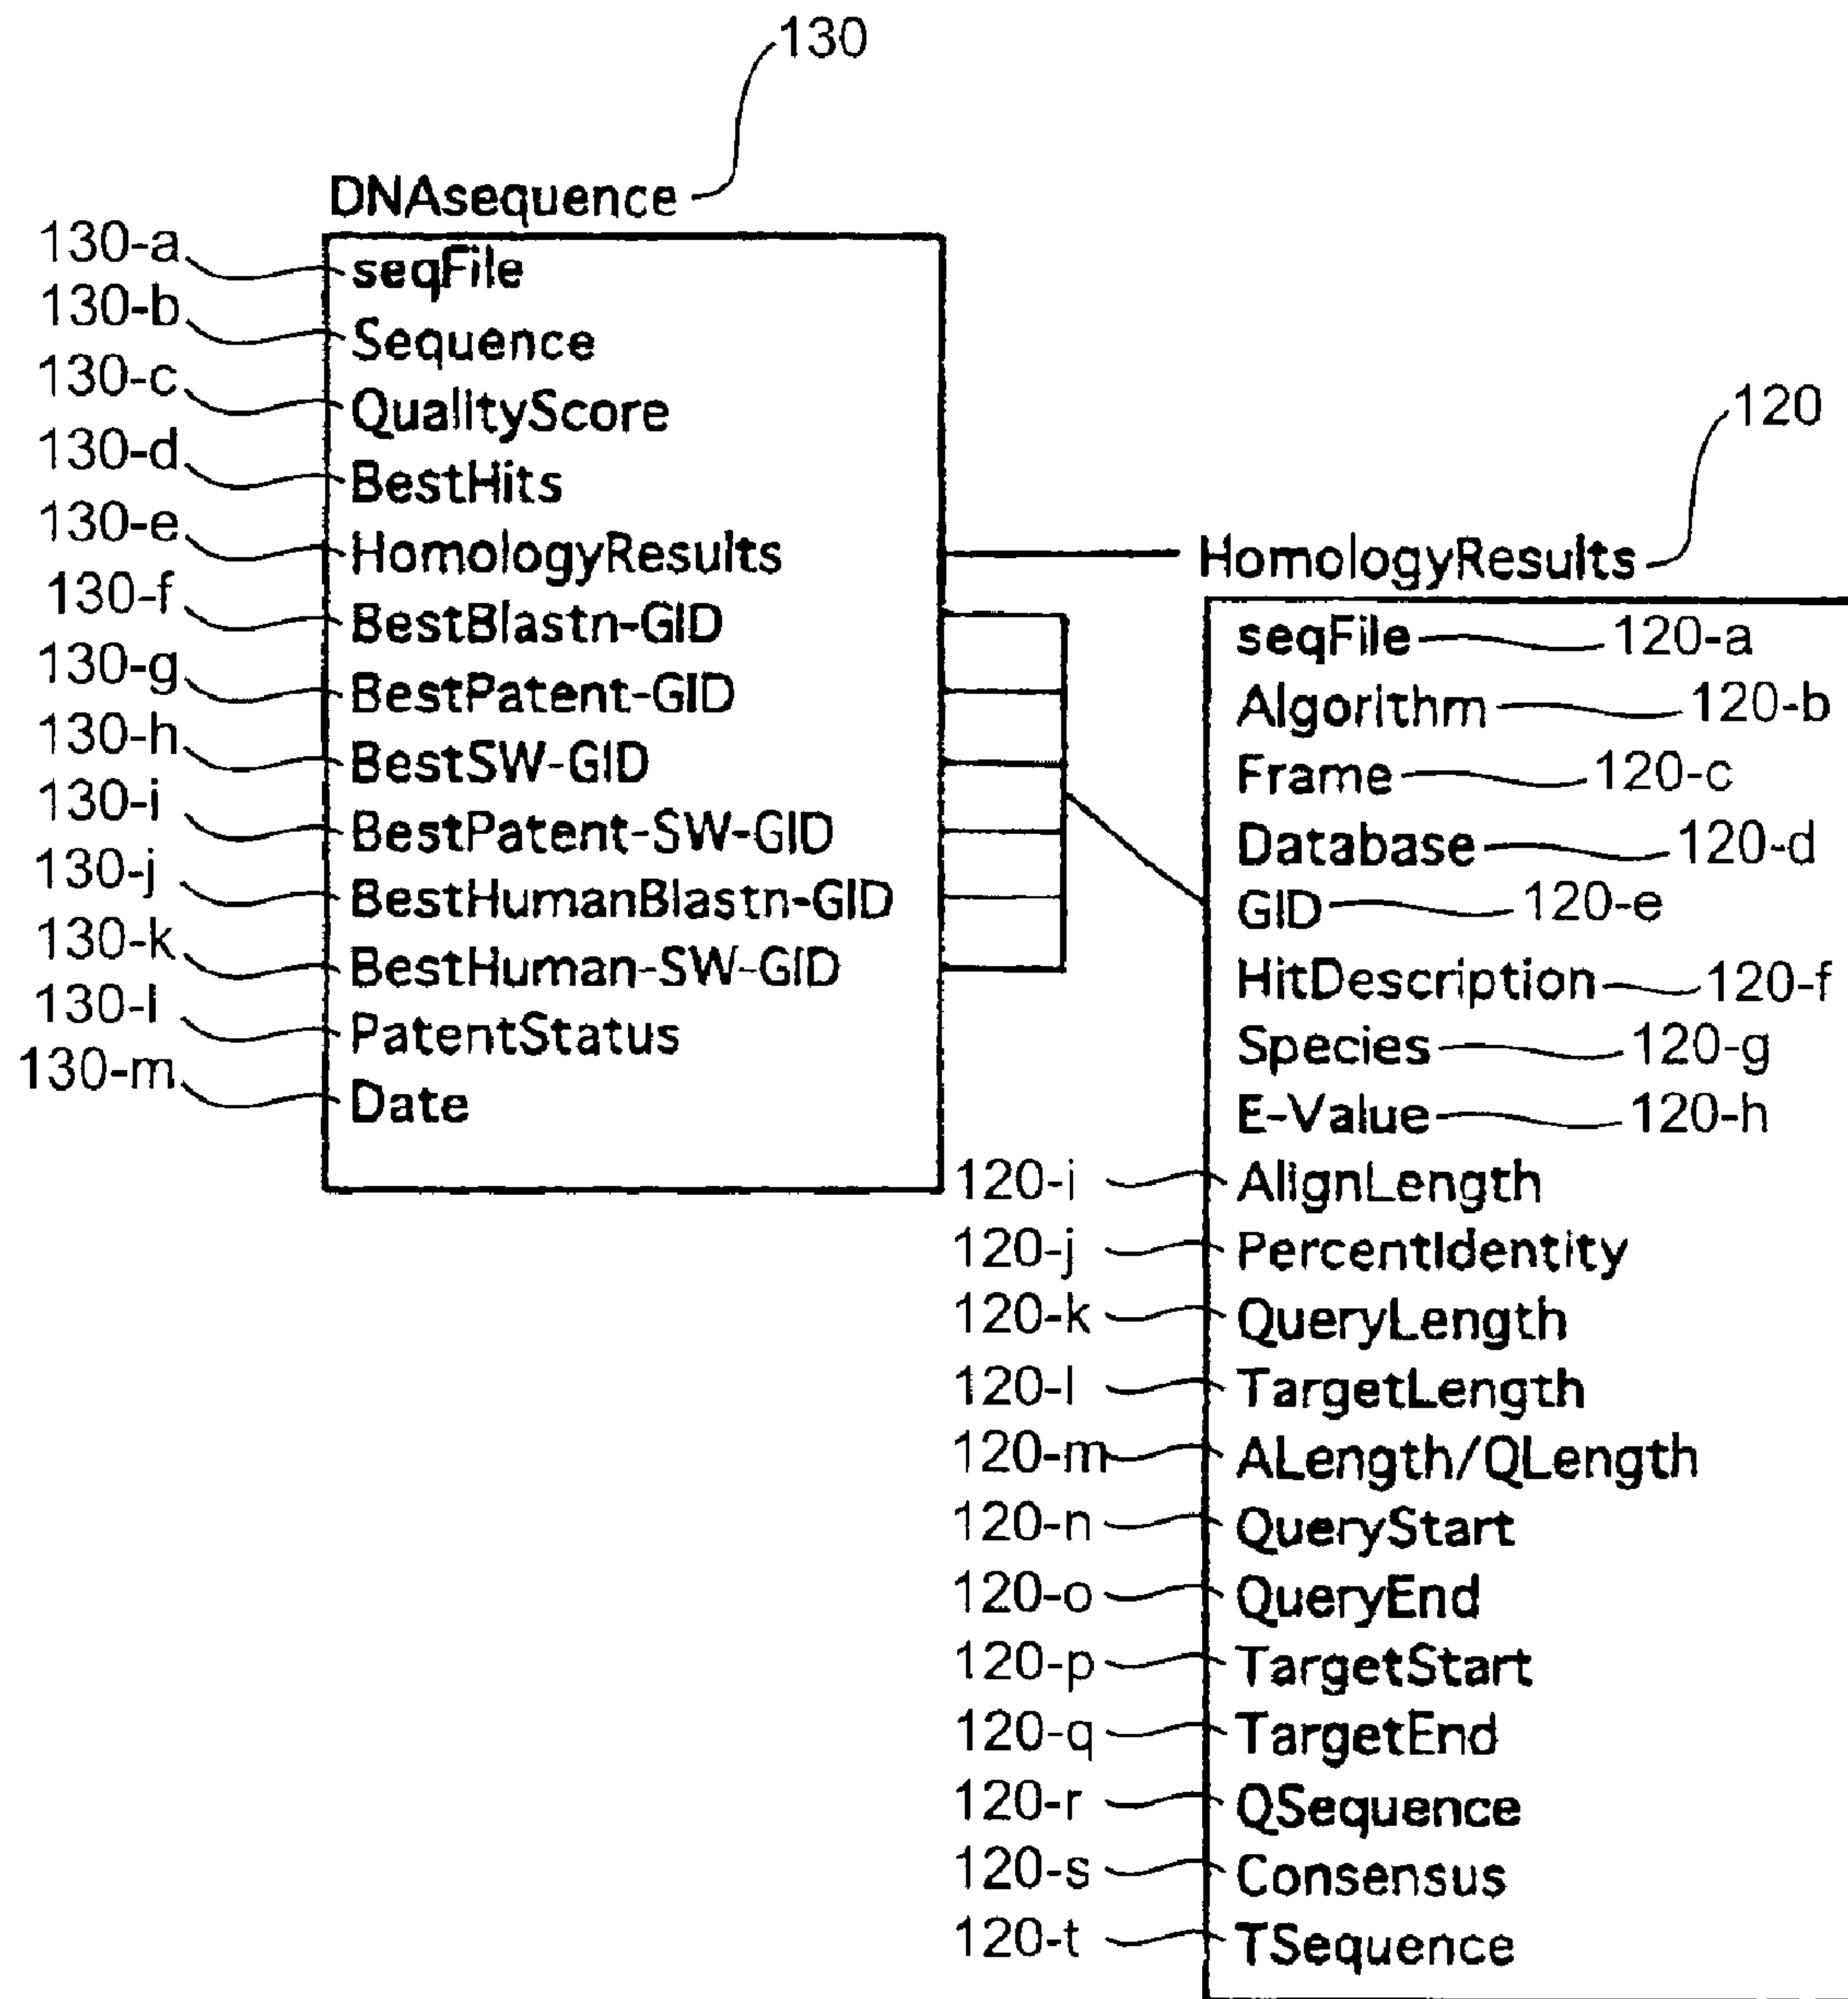 130
DNAsequence
130-a seqFile
130-b Sequence
130-c QualityScore
130-d BestHits
130-e HomologyResults
130-f BestBlastn-GID
130-g BestPatent-GID
130-h BestSW-GID
130-i BestPatent-SW-GID
130-j BestHumanBlastn-GID
130-k BestHuman-SW-GID
130-l PatentStatus
130-m Date
120
HomologyResults
seqFile 120-a
Algorithm 120-b
Frame 120-c
Database 120-d
GID 120-e
HitDescription 120-f
Species 120-g
E-Value 120-h
120-i AlignLength
120-j PercentIdentity
120-k QueryLength
120-l TargetLength
120-m ALength/QLength
120-n QueryStart
120-o QueryEnd
120-p TargetStart
120-q TargetEnd
120-r QSequence
120-s Consensus
120-t TSequence